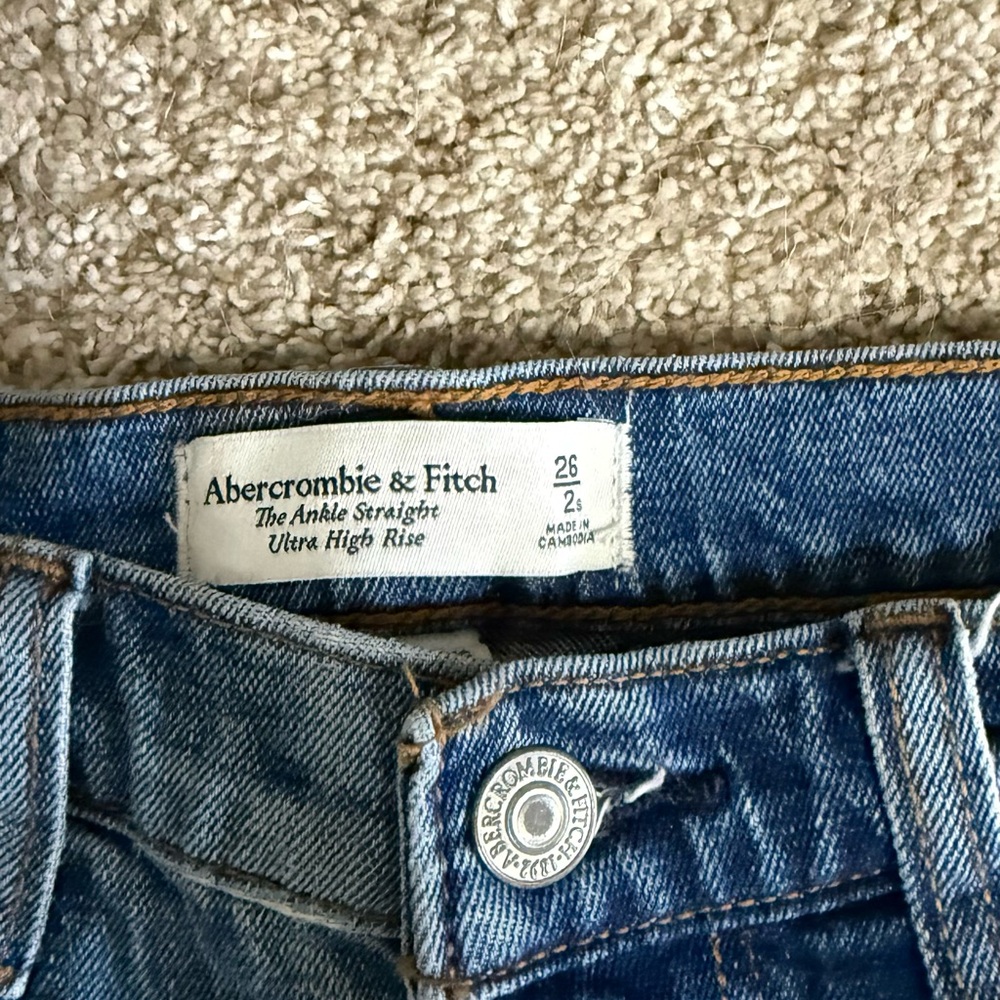 Abercrombie & Fitch
The Ankle Straight
Ultra High Rise
26
2s
MADE IN
CAMBODIA
ABERCROMBIE & FITCH · 1892 ·